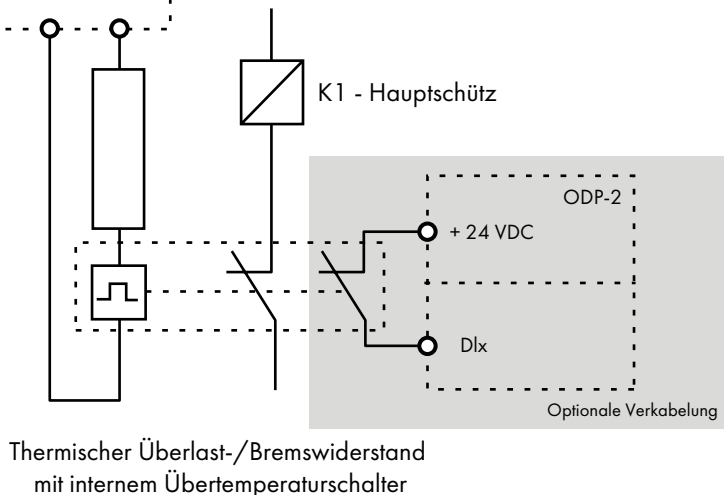 K1 - Hauptschütz
ODP-2
+ 24 VDC
DIx
Optionale Verkabelung
Thermischer Überlast-/Bremswiderstand
mit internem Übertemperaturschalter